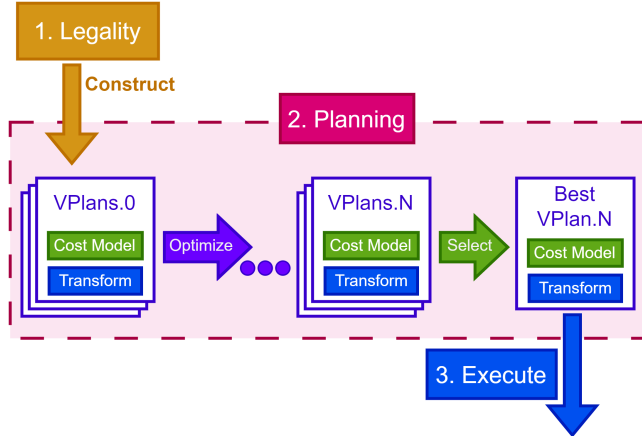 1. Legality
Construct
2. Planning
VPlans.0
Cost Model
Transform
Optimize
VPlans.N
Cost Model
Transform
Select
Best
VPlan.N
Cost Model
Transform
3. Execute